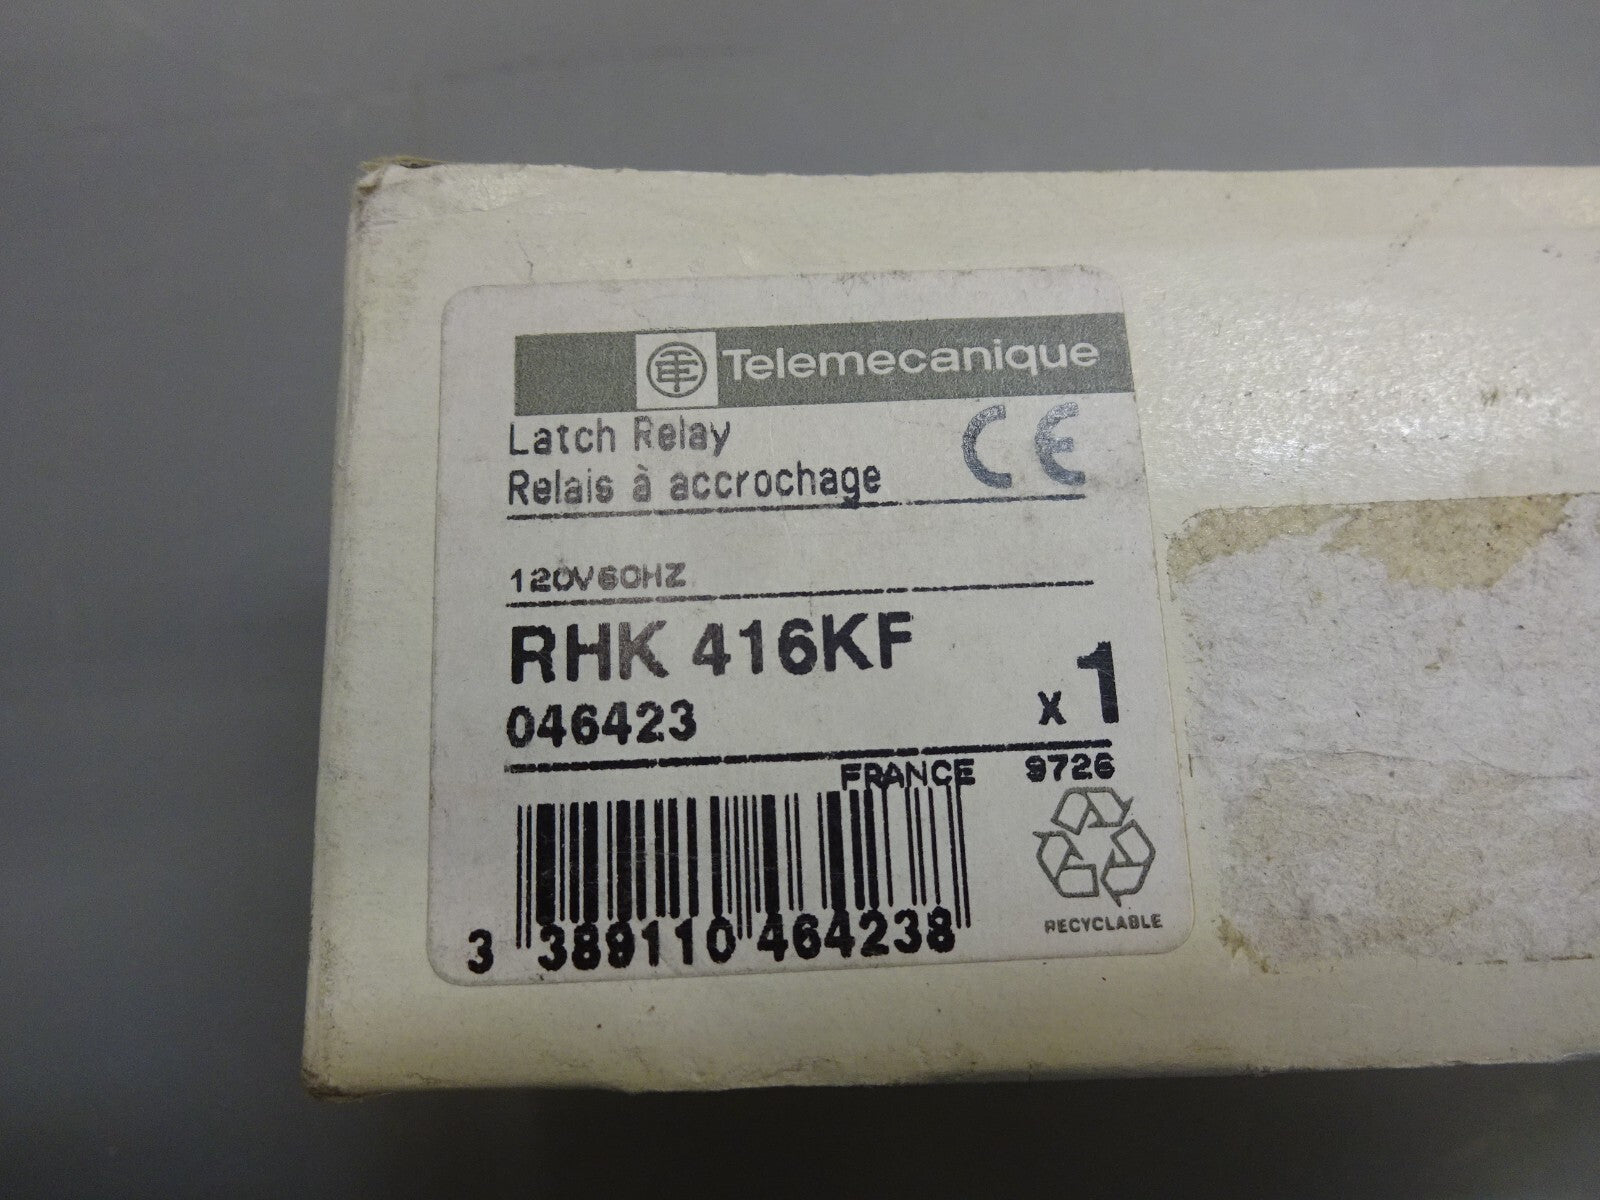 Telemecanique
Latch Relay
Relais à accrochage
CE
120V60HZ
RHK 416KF
046423
x 1
FRANCE 9726
3 389110 464238
RECYCLABLE